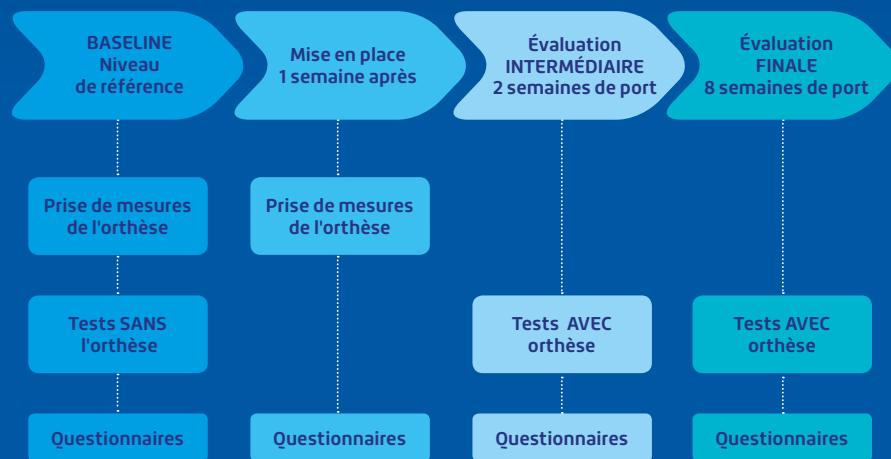 BASELINE
Niveau
de référence
Mise en place
1 semaine après
Évaluation
INTERMÉDIAIRE
2 semaines de port
Évaluation
FINALE
8 semaines de port
Prise de mesures
de l'orthèse
Prise de mesures
de l'orthèse
Tests SANS
l'orthèse
Tests AVEC
orthèse
Tests AVEC
orthèse
Questionnaires
Questionnaires
Questionnaires
Questionnaires